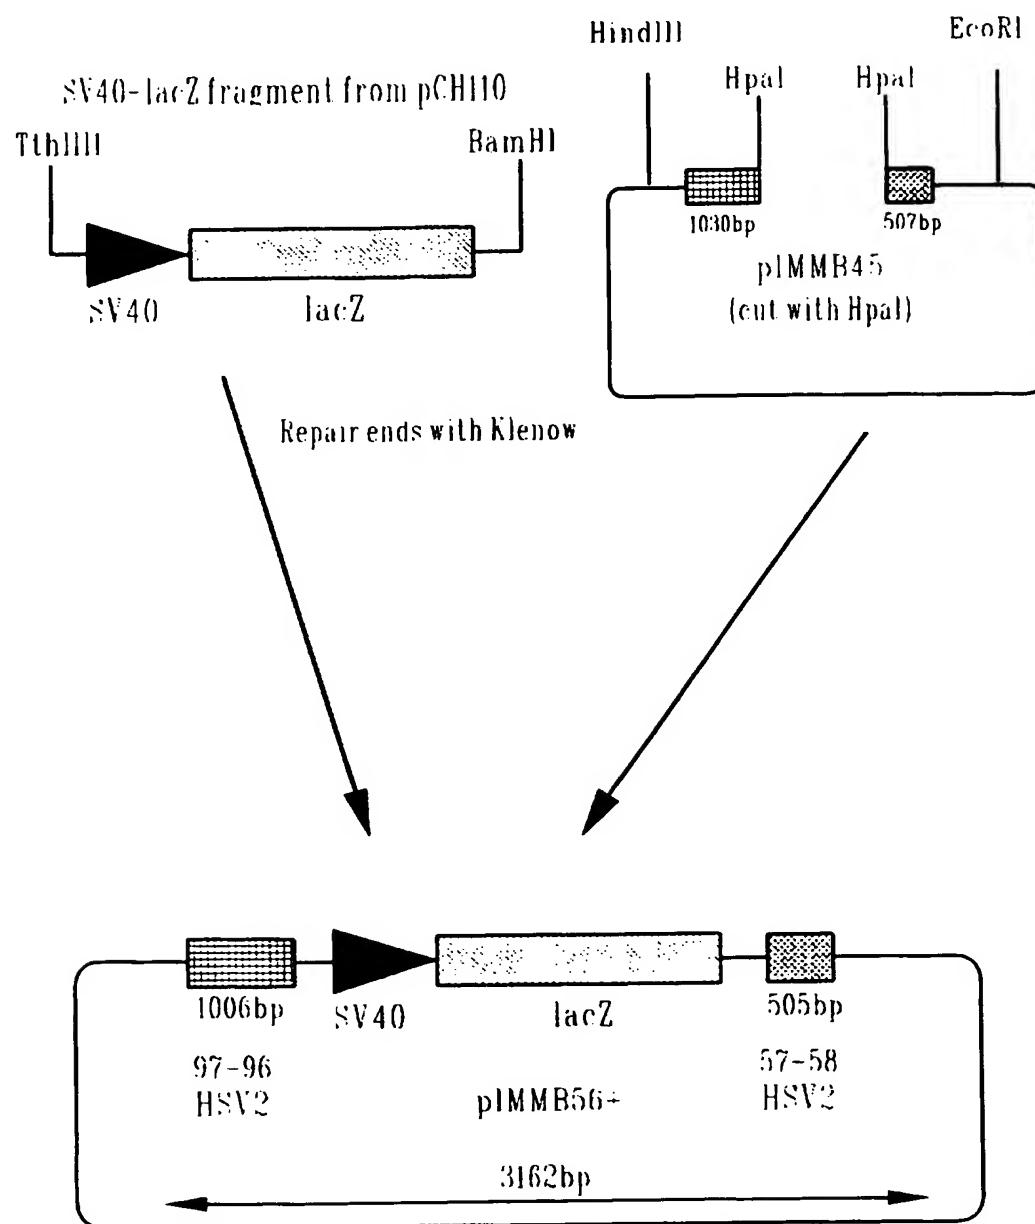 SV40-lacZ fragment from pCH110
TthIIII
BamHI
SV40
lacZ
HindIII
EcoRI
HpaI
HpaI
1030bp
507bp
pIMMB45
(cut with HpaI)
Repair ends with Klenow
1006bp
SV40
lacZ
505bp
97-96
HSV2
pIMMB56+
57-58
HSV2
3162bp